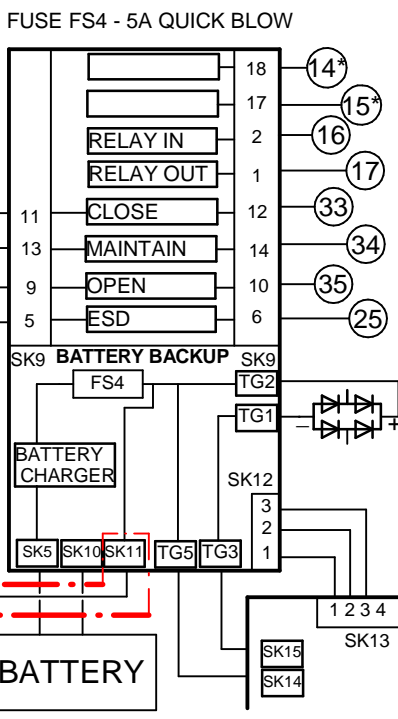 FUSE FS4 - 5A QUICK BLOW
18 14*
17 15*
RELAY IN 2 16
RELAY OUT 1 17
11 CLOSE 12 33
13 MAINTAIN 14 34
9 OPEN 10 35
5 ESD 6 25
SK9 BATTERY BACKUP SK9
FS4 TG2
TG1
− +
BATTERY
CHARGER
SK12
3
2
1
SK5 SK10 SK11 TG5 TG3
1 2 3 4
SK13
SK15
SK14
BATTERY